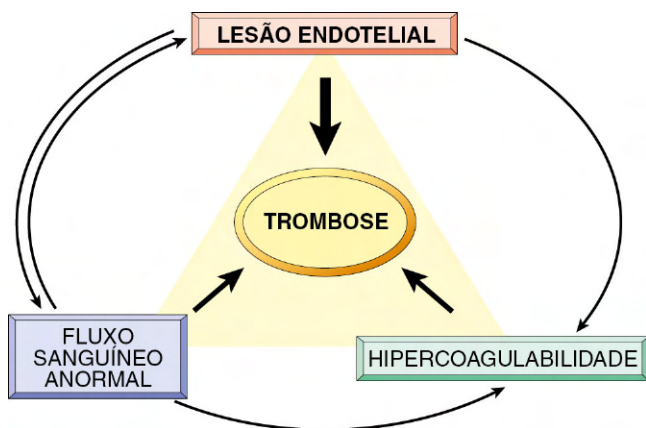 LESÃO ENDOTELIAL
TROMBOSE
FLUXO
SANGUÍNEO
ANORMAL
HIPERCOAGULABILIDADE